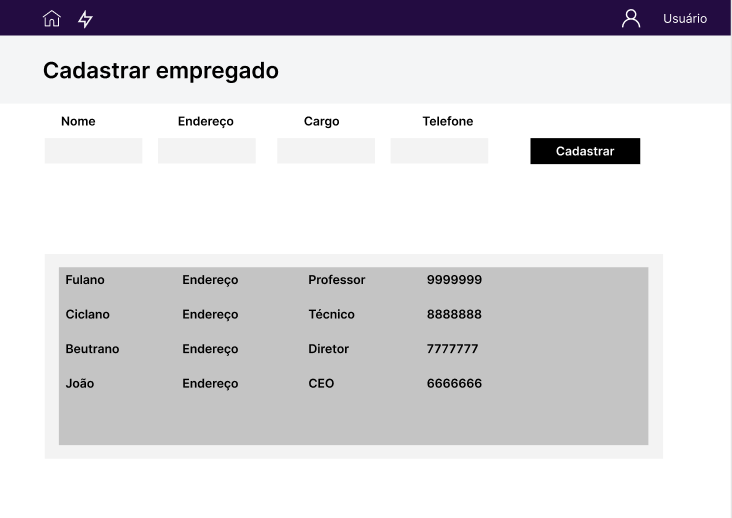 Usuário
Cadastrar empregado
Nome Endereço Cargo Telefone
Cadastrar
Fulano Endereço Professor 9999999
Ciclano Endereço Técnico 8888888
Beutrano Endereço Diretor 7777777
João Endereço CEO 6666666